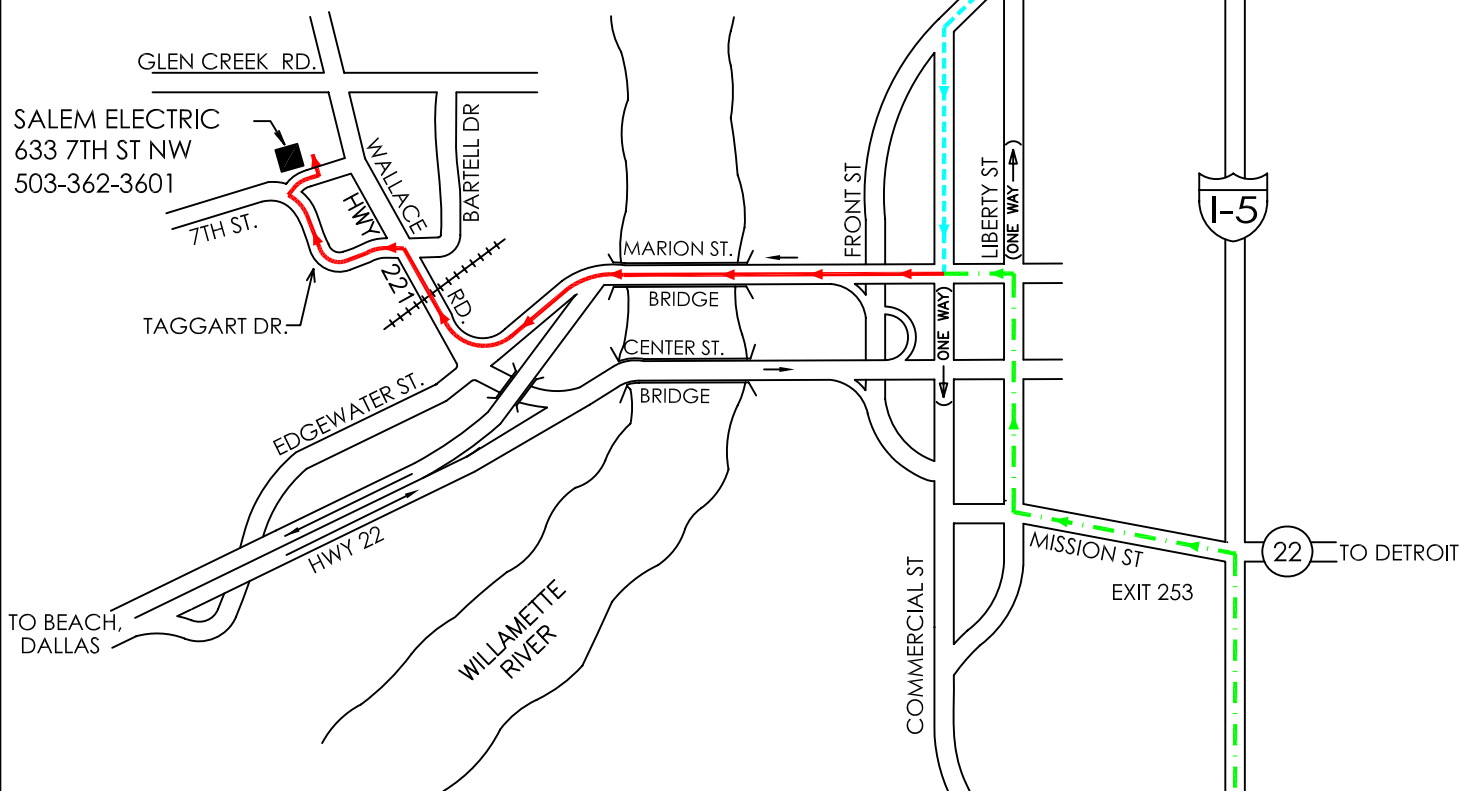 GLEN CREEK RD.
SALEM ELECTRIC
633 7TH ST NW
503-362-3601
WALLACE
RD.
HWY
221
BARTELL DR
7TH ST.
TAGGART DR.
MARION ST.
BRIDGE
CENTER ST.
BRIDGE
FRONT ST
LIBERTY ST
(ONE WAY)
(ONE WAY)
I-5
EDGEWATER ST.
HWY 22
TO BEACH,
DALLAS
WILLAMETTE
RIVER
COMMERCIAL ST
MISSION ST
EXIT 253
22
TO DETROIT